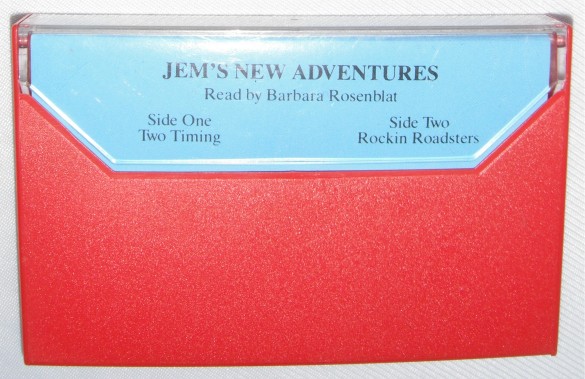 JEM'S NEW ADVENTURES
Read by Barbara Rosenblat
Side One
Two Timing
Side Two
Rockin Roadsters